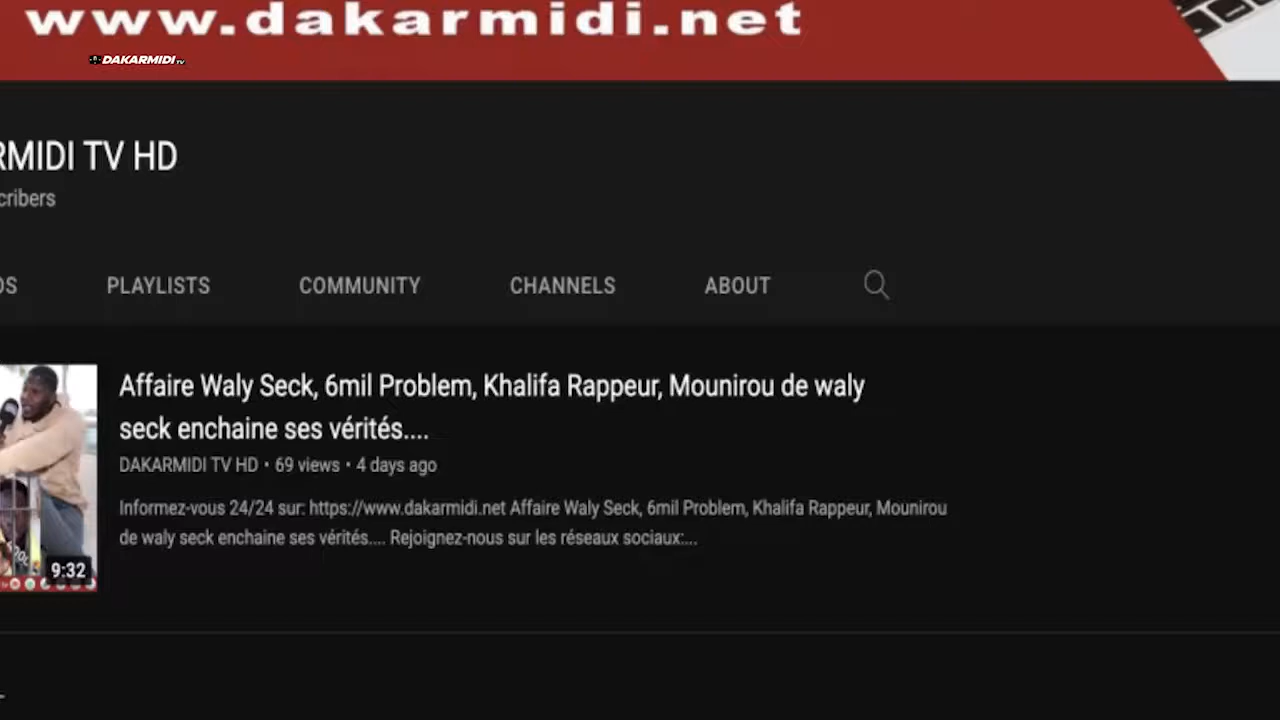 www.dakarmidi.net
DAKARMIDI TV
RMIDI TV HD
cribers
OS PLAYLISTS COMMUNITY CHANNELS ABOUT
Affaire Waly Seck, 6mil Problem, Khalifa Rappeur, Mounirou de waly
seck enchaine ses vérités....
DAKARMIDI TV HD • 69 views • 4 days ago
Informez-vous 24/24 sur: https://www.dakarmidi.net Affaire Waly Seck, 6mil Problem, Khalifa Rappeur, Mounirou
de waly seck enchaine ses vérités.... Rejoignez-nous sur les réseaux sociaux:...
9:32